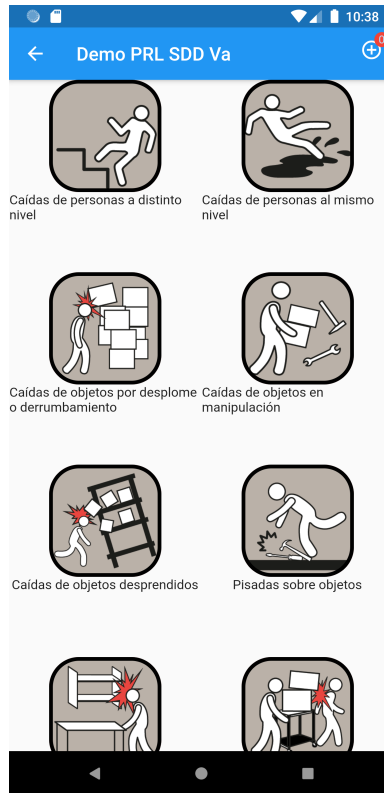 10:38
Demo PRL SDD Va
0
Caídas de personas a distinto
nivel
Caídas de personas al mismo
nivel
Caídas de objetos por desplome
o derrumbamiento
Caídas de objetos en
manipulación
Caídas de objetos desprendidos
Pisadas sobre objetos